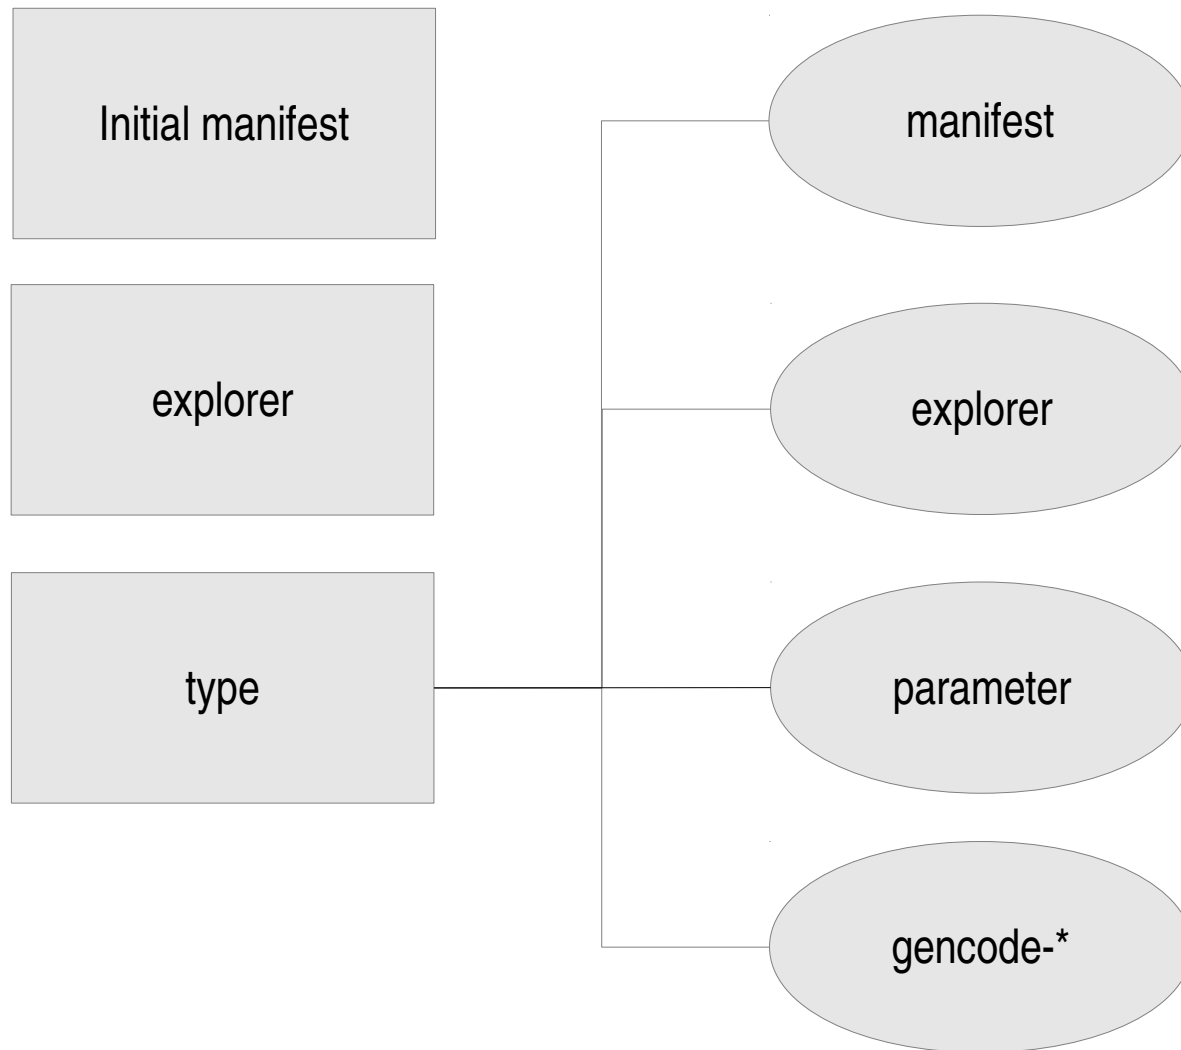 Initial manifest
manifest
explorer
explorer
type
parameter
gencode-*